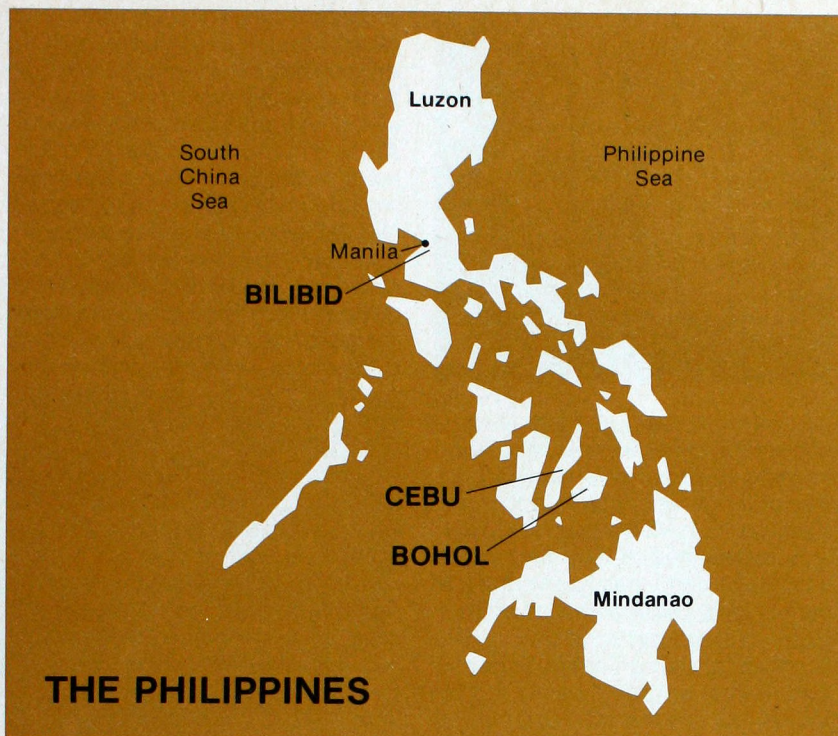 Luzon
South
China
Sea
Philippine
Sea
Manila
BILIBID
CEBU
BOHOL
Mindanao
THE PHILIPPINES